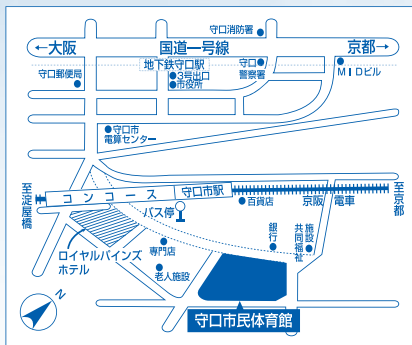 守口消防署
←大阪 国道一号線 京都→
地下鉄守口駅
守口郵便局
●3号出口
●市役所
守口
警察署
MIDビル
守口市
電算センター
至淀屋橋
コンコース
守口市駅
京阪電車
至京都
バス停
百貨店
銀行
施設
共同福祉
専門店
ロイヤルパインズ
ホテル
老人施設
守口市民体育館
N